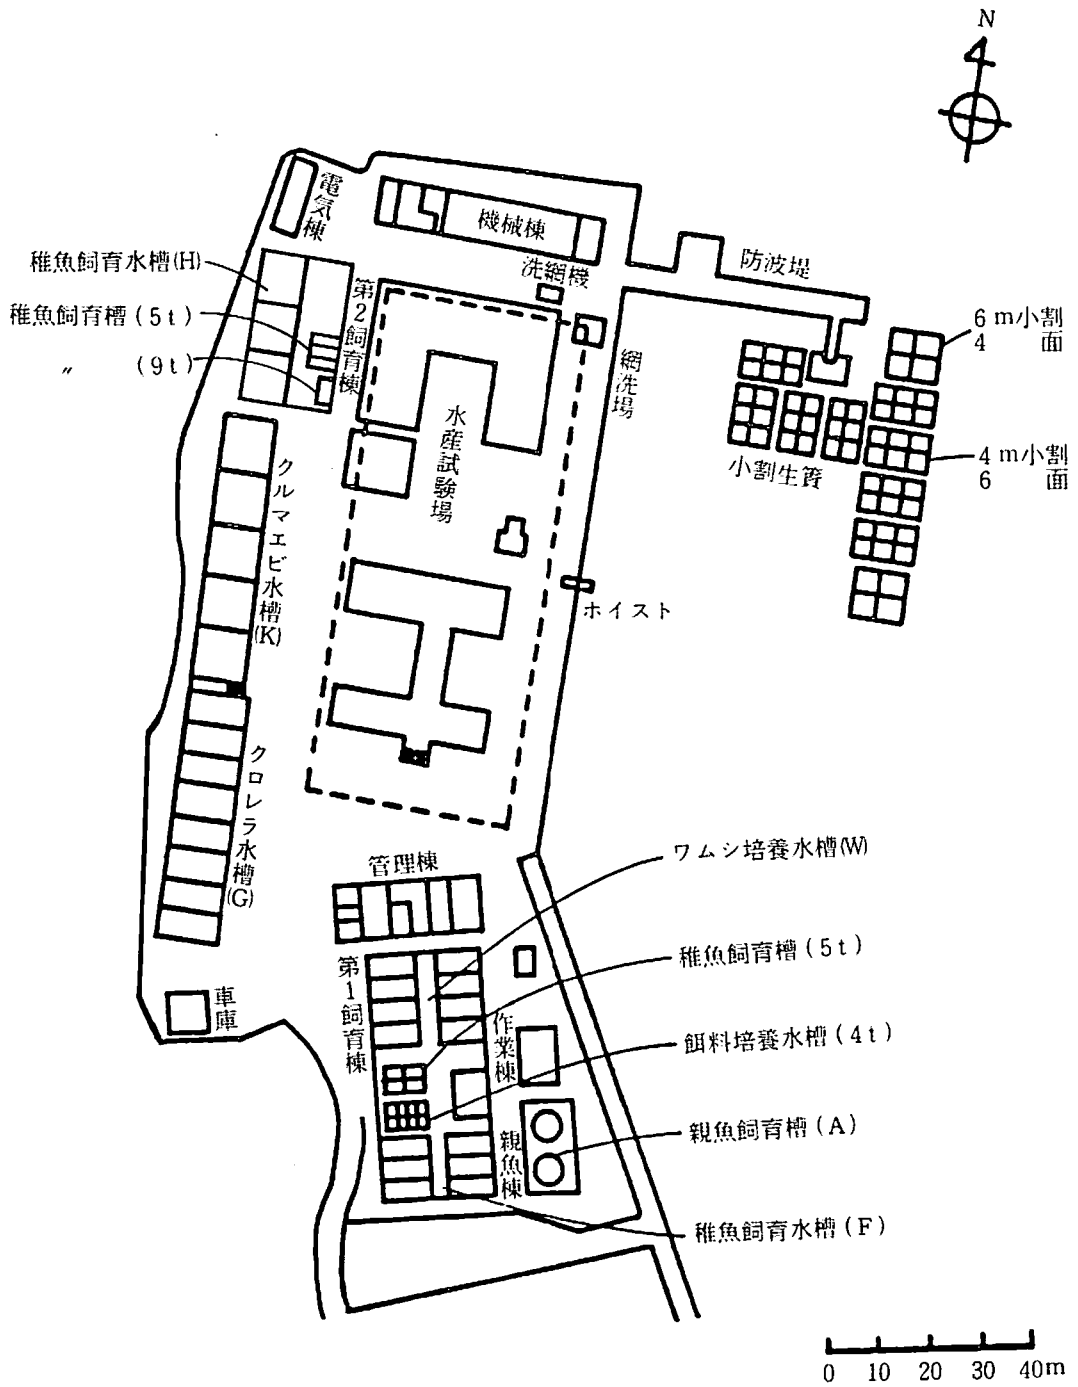 N
電気棟
機械棟
洗網機
防波堤
稚魚飼育水槽(H)
稚魚飼育槽(5t)
〃 (9t)
第2飼育棟
網洗場
6m小割
4 面
水産試験場
4m小割
6 面
小割生簀
クルマエビ水槽(K)
ホイスト
クロレラ水槽(G)
管理棟
ワムシ培養水槽(W)
稚魚飼育槽(5t)
第1飼育棟
車庫
作業棟
餌料培養水槽(4t)
親魚飼育槽(A)
親魚棟
稚魚飼育水槽(F)
0 10 20 30 40m